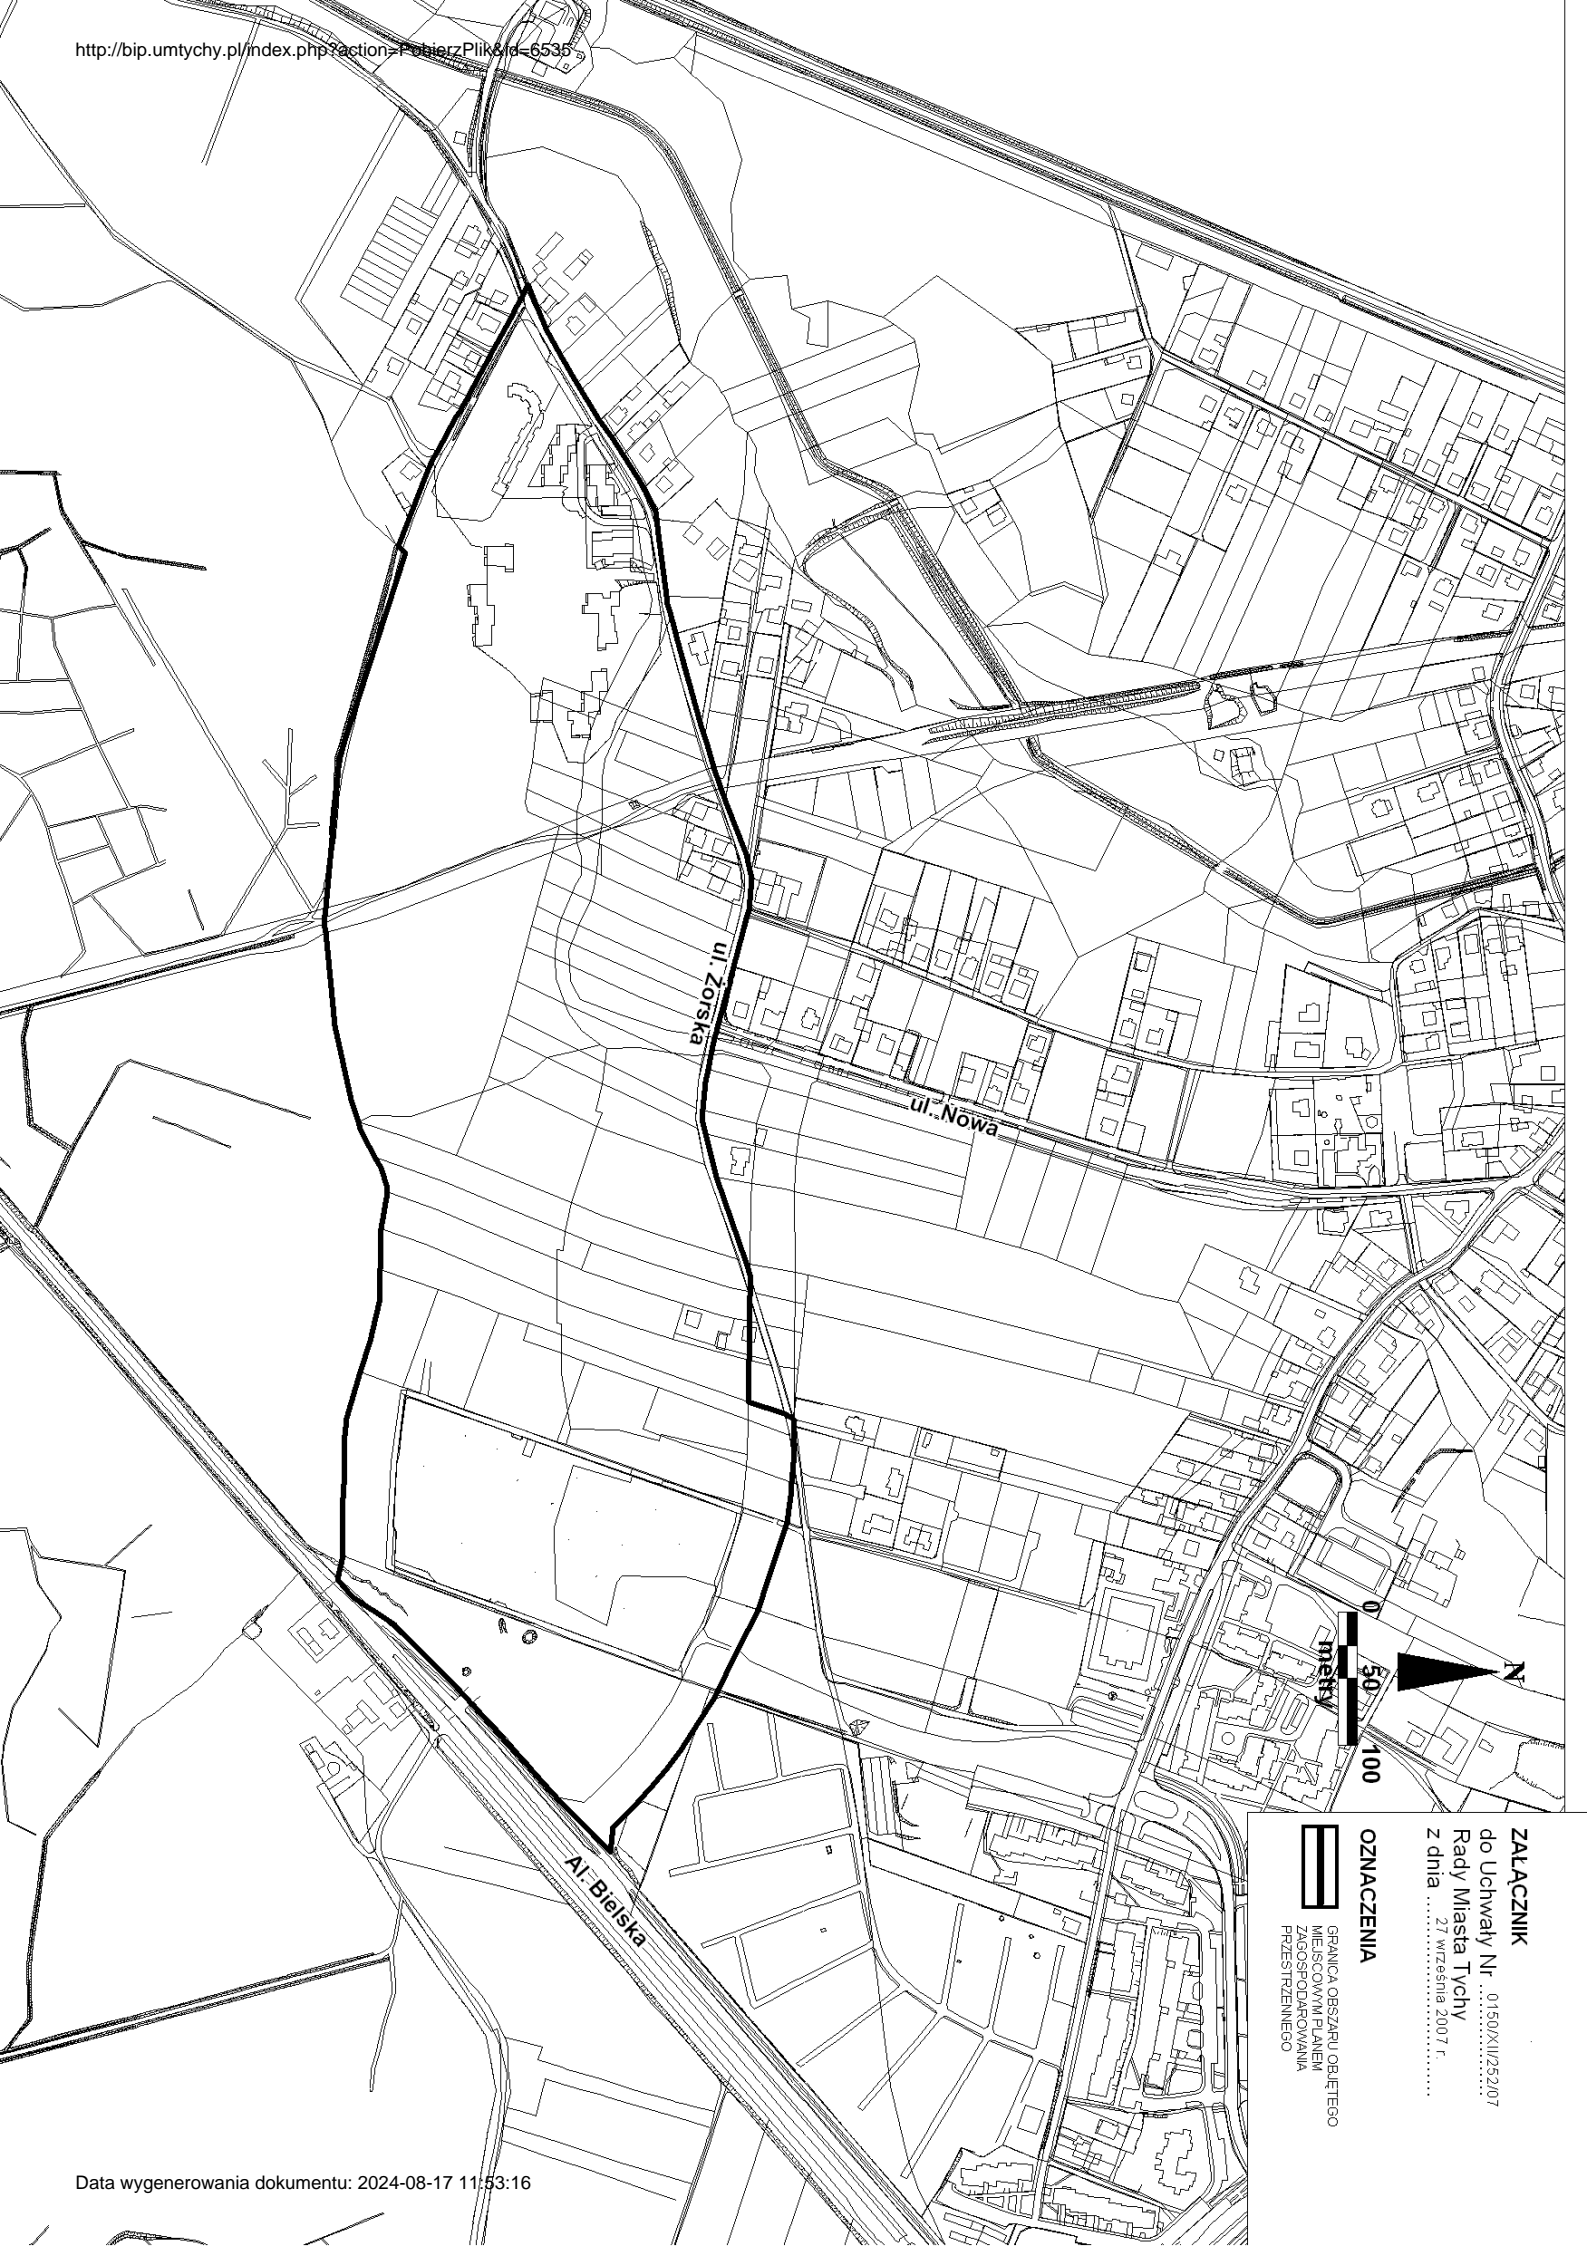 http://bip.umtychy.pl/index.php?action=PobierzPlik&id=6535
ul. Żorska
ul. Nowa
Al. Bielska
N
0 50 100
metry
ZAŁĄCZNIK
do Uchwały Nr 0150/XII/252/07
Rady Miasta Tychy
z dnia 27 września 2007 r.
OZNACZENIA
GRANICA OBSZARU OBJĘTEGO
MIEJSCOWYM PLANEM
ZAGOSPODAROWANIA
PRZESTRZENNEGO
Data wygenerowania dokumentu: 2024-08-17 11:53:16